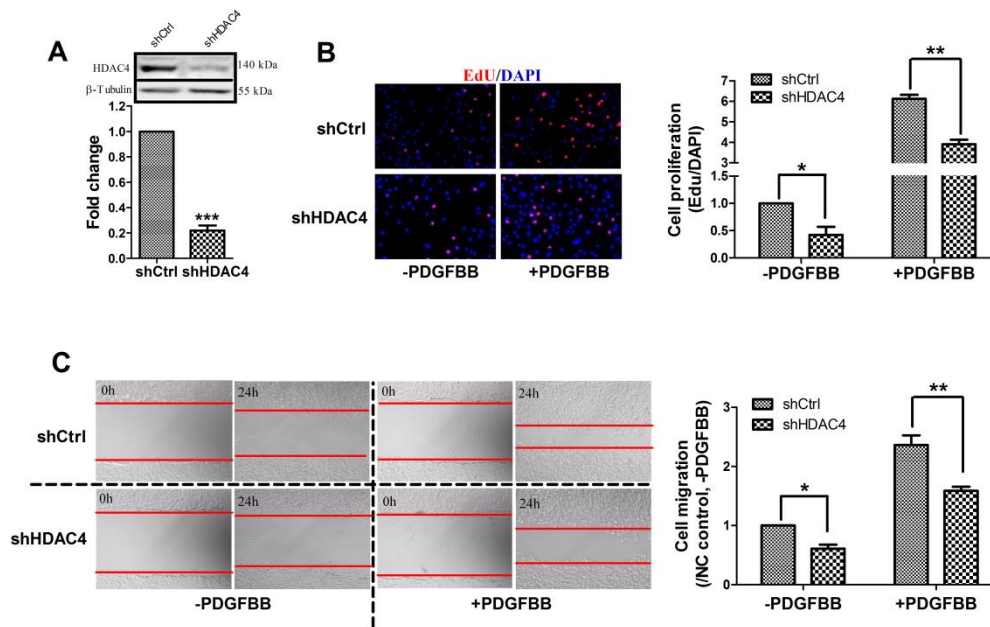 A
shCtrl
shHDAC4
HDAC4
140 kDa
β-Tubulin
55 kDa
Fold change
1.2
1.0
0.8
0.6
0.4
0.2
0.0
***
shCtrl shHDAC4
B
EdU/DAPI
shCtrl
shHDAC4
-PDGFBB
+PDGFBB
Cell proliferation
(Edu/DAPI)
shCtrl
shHDAC4
7
6
5
4
3
1.0
0.5
0.0
*
**
-PDGFBB
+PDGFBB
C
0h
24h
0h
24h
shCtrl
0h
24h
0h
24h
shHDAC4
-PDGFBB
+PDGFBB
Cell migration
(/NC control, -PDGFBB)
shCtrl
shHDAC4
3
2
1
0
*
**
-PDGFBB
+PDGFBB